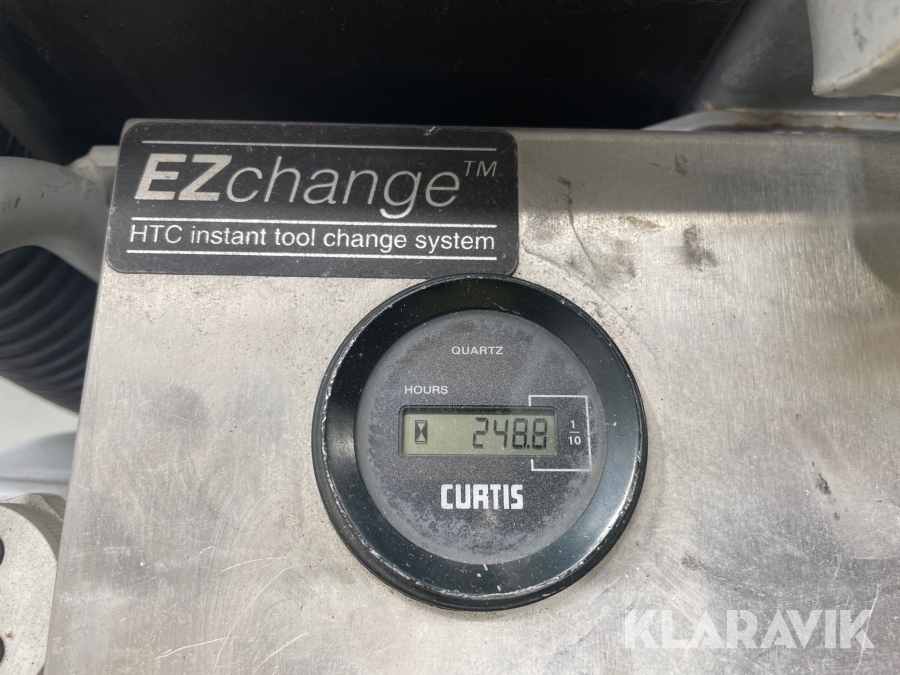 EZchange™
HTC instant tool change system
QUARTZ
HOURS
248.8
1/10
CURTIS
KLARAVIK